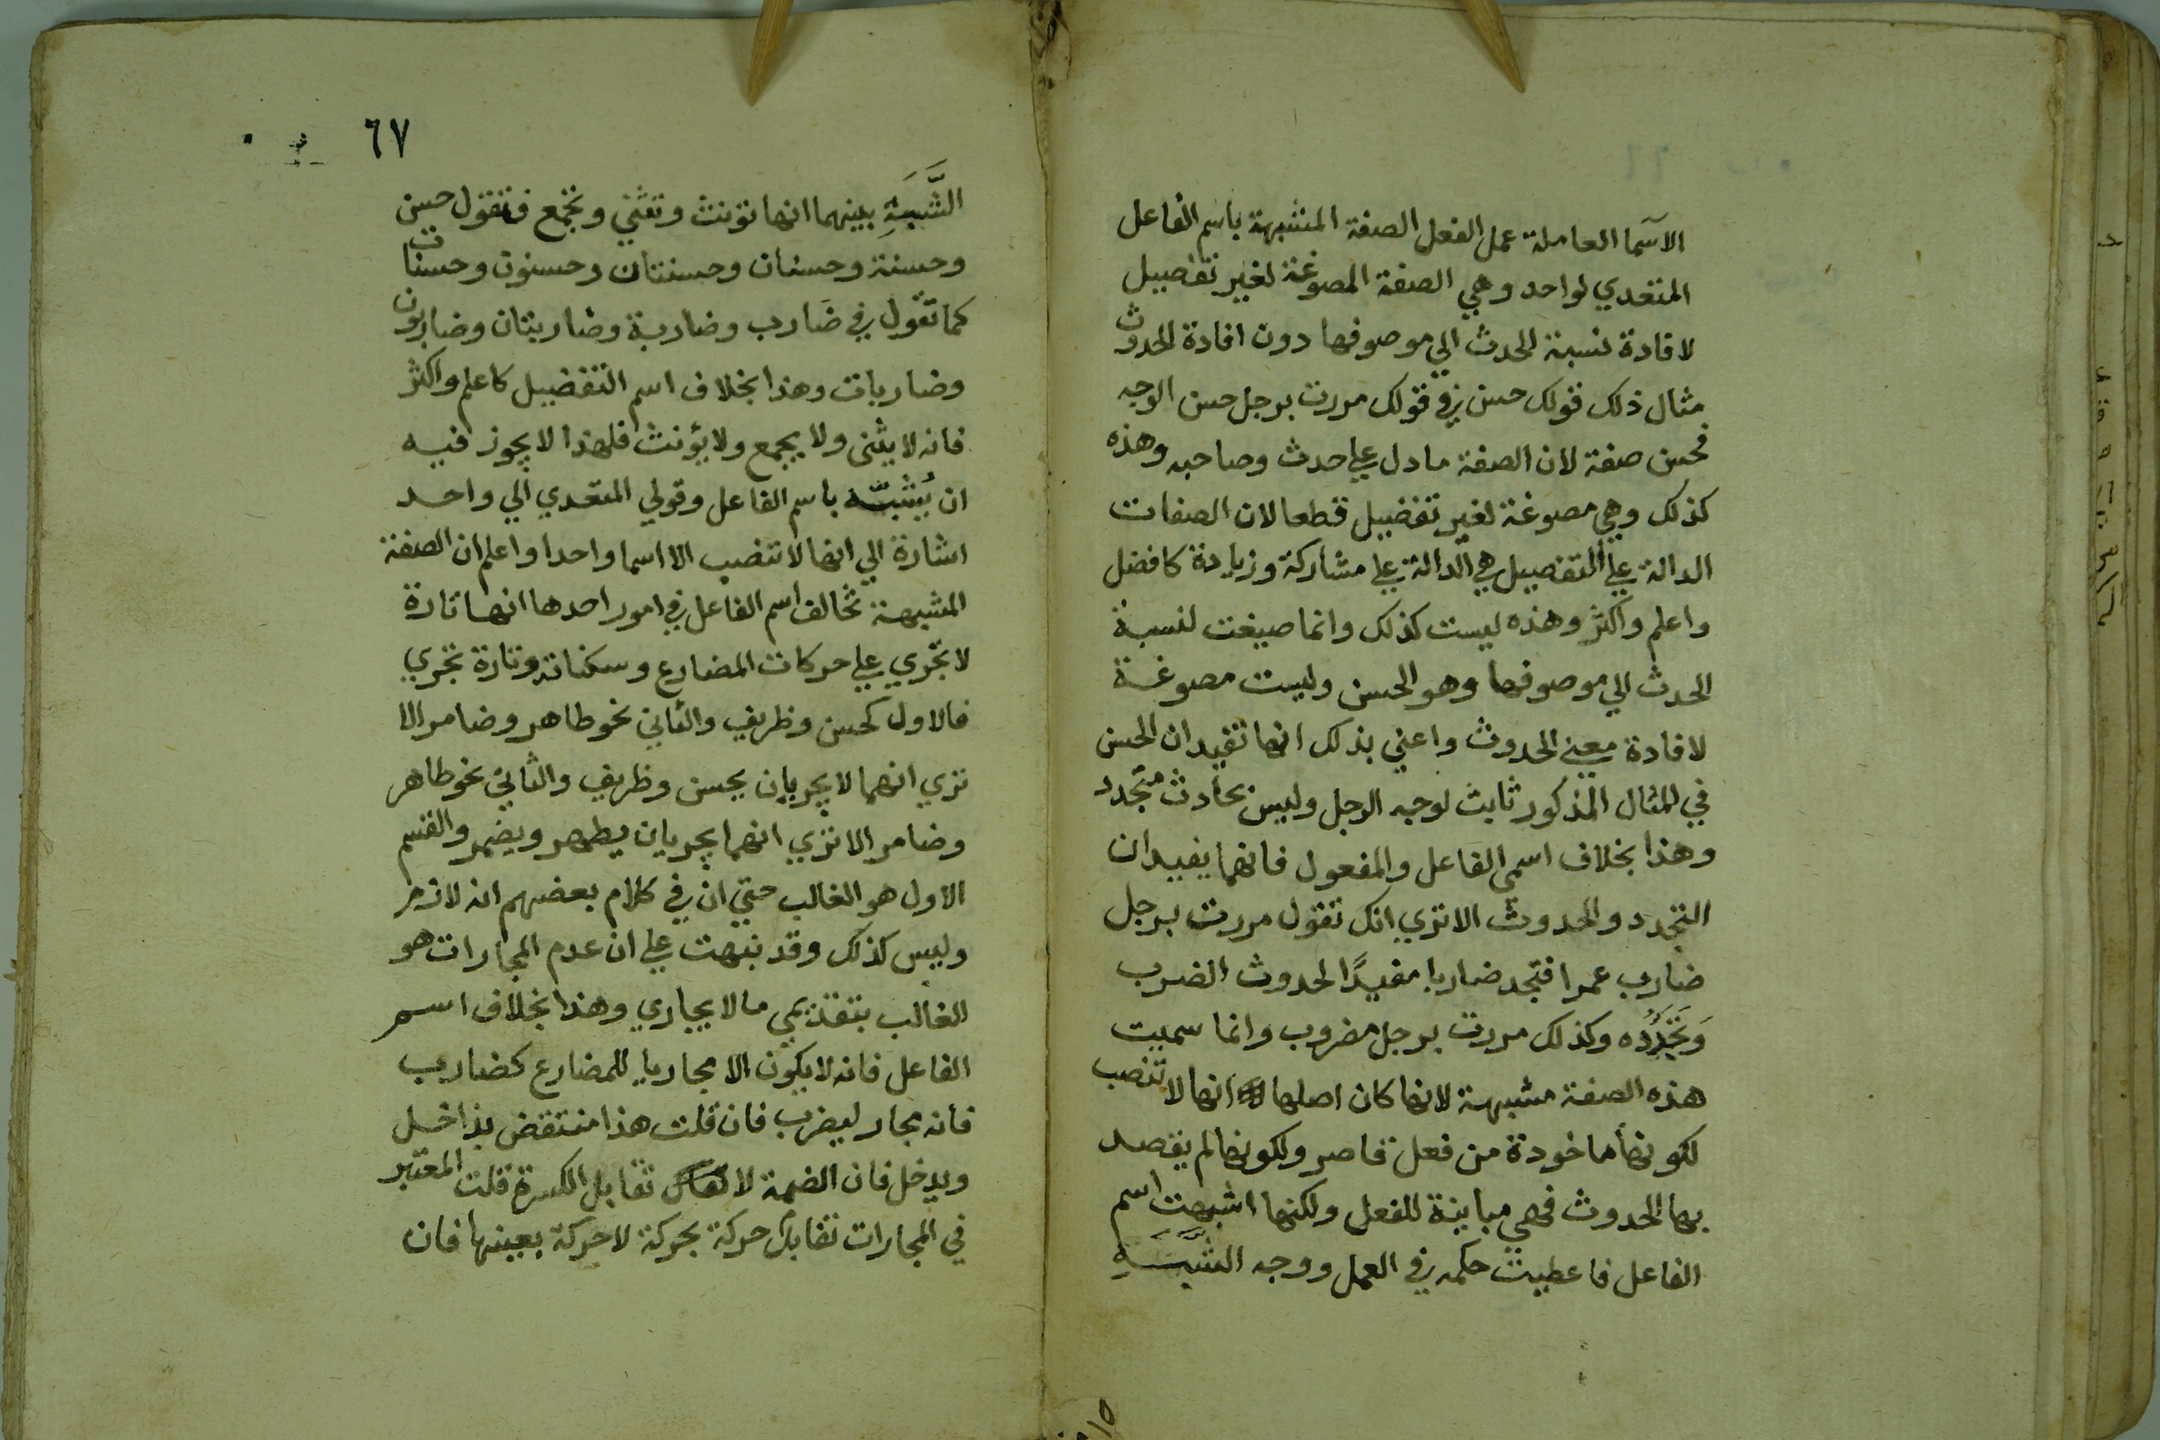 الاسما العاملة عمل الفعل الصفة المشبهة باسم الفاعل
المتعدي لواحد وهي الصفة المصوغة لغير تفضيل
لافادة نسبة الحدث الي موصوفها دون افادة الحدوث
مثال ذلك قولك حسن في قولك مررت برجل حسن الوجه
فحسن صفة لان الصفة ما دل علي حدث وصاحبه وهذه
كذلك وهي مصوغة لغير تفضيل قطعا لان الصفات
الدالة علي التفضيل هي الدالة علي مشاركة وزيادة كافضل
واعلم واكثر وهذه ليست كذلك وانما صيغت لنسبة
الحدث الي موصوفها وهو الحسن وليست مصوغة
لافادة معني الحدوث واعني بذلك انها تفيد ان الحسن
في المثال المذكور ثابت لوجه الرجل وليس بحادث متجدد
وهذا بخلاف اسمي الفاعل والمفعول فانهما يفيدان
التجدد والحدوث الا تري انك تقول مررت برجل
ضارب عمرا فتجد ضاربا مفيدًا لحدوث الضرب
وَتَجَدُّدِه وكذلك مررت برجل مضروب وانما سميت
هذه الصفة مشبهة لانها كان اصلها انها لا تنصب
لكونها ماخوذة من فعل قاصر ولكونها لم يقصد
بها الحدوث فهي مباينة للفعل ولكنها اشبهت اسم
الفاعل فاعطيت حكمه في العمل ووجه الشَّبَهِ
٦٧
الشَّبَهِ بينهما انها تؤنث وتثني وتجمع فتقول حسن
وحسنة وحسنان وحسنتان وحسنون وحسنات
كما تقول في ضارب وضاربة وضاربتان وضاربون
وضاربات وهذا بخلاف اسم التفضيل كاعلم واكثر
فانه لا يثنى ولا يجمع ولا يؤنث فلهذا لا يجوز فيه
ان يُشبَّه باسم الفاعل وقولي المتعدي الي واحد
اشارة الي انها لا تنصب الا اسما واحدا واعلم ان الصفة
المشبهة تخالف اسم الفاعل في امور احدها انها تارة
لا تجري علي حركات المضارع وسكناته وتارة تجري
فالاول كحسن وظريف والثاني نحو طاهر وضامر الا
تري انهما لا يجريان يحسن وظريف والثاني نحو طاهر
وضامر الا تري انهما يجريان يطهر ويضمر والقسم
الاول هو الغالب حتي ان في كلام بعضهم انه لازم
وليس كذلك وقد نبهت علي ان عدم المجارات هو
الغالب بتقديمي ما لا يجاري وهذا بخلاف اسم
الفاعل فانه لا يكون الا مجاريا للمضارع كضارب
فانه مجار ليضرب فان قلت هذا منتقض بداخل
ويدخل فان الضمة لا تقابل الكسرة قلت المعتبر
في المجارات تقابل حركة بحركة لا حركة بعينها فان